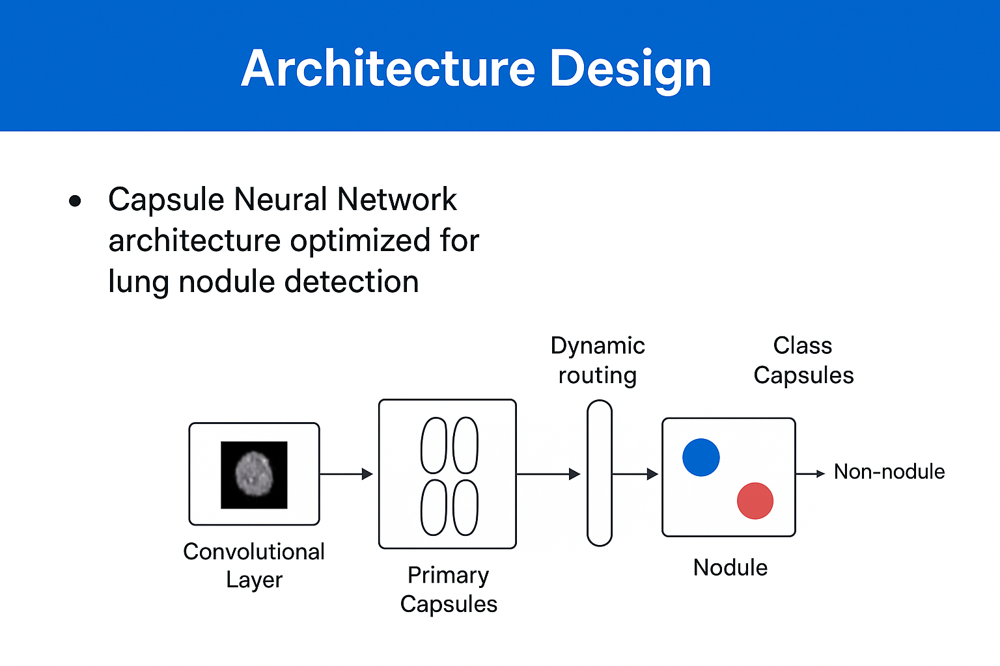 Architecture Design
• Capsule Neural Network
architecture optimized for
lung nodule detection
Dynamic
routing
Class
Capsules
Convolutional
Layer
Primary
Capsules
Nodule
Non-nodule